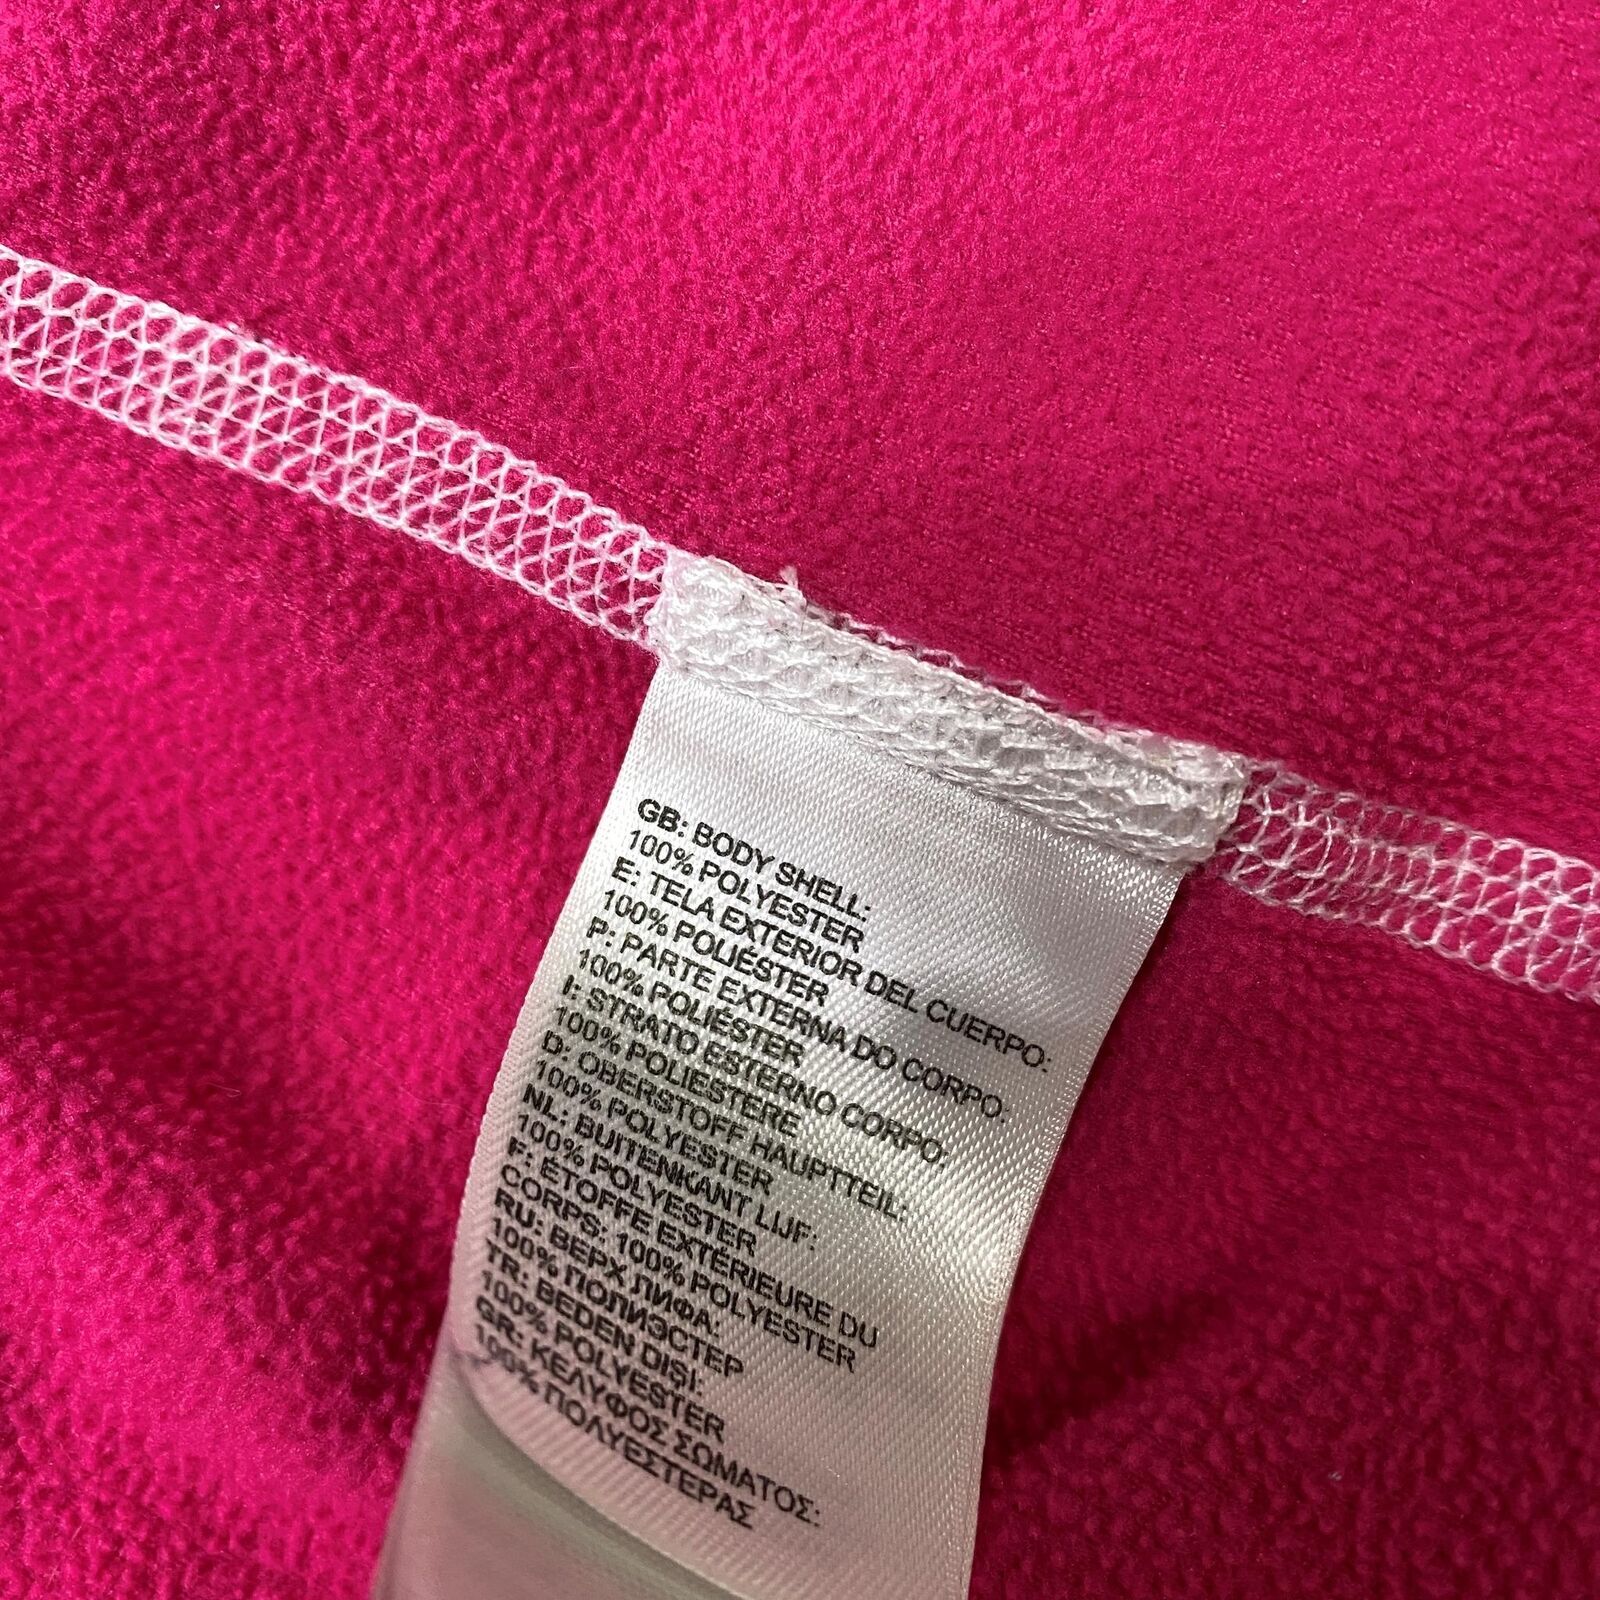 GB: BODY SHELL:
100% POLYESTER
E: TELA EXTERIOR DEL CUERPO:
100% POLIÉSTER
P: PARTE EXTERNA DO CORPO:
100% POLIÉSTER
I: STRATO ESTERNO CORPO:
100% POLIESTERE
D: OBERSTOFF HAUPTTEIL:
100% POLYESTER
NL: BUITENKANT LIJF:
100% POLYESTER
F: ÉTOFFE EXTÉRIEURE DU
CORPS: 100% POLYESTER
RU: ВЕРХ ЛИФА:
100% ПОЛИЭСТЕР
TR: BEDEN DIŞI:
100% POLYESTER
GR: ΚΕΛΥΦΟΣ ΣΩΜΑΤΟΣ:
100% ΠΟΛΥΕΣΤΕΡΑΣ